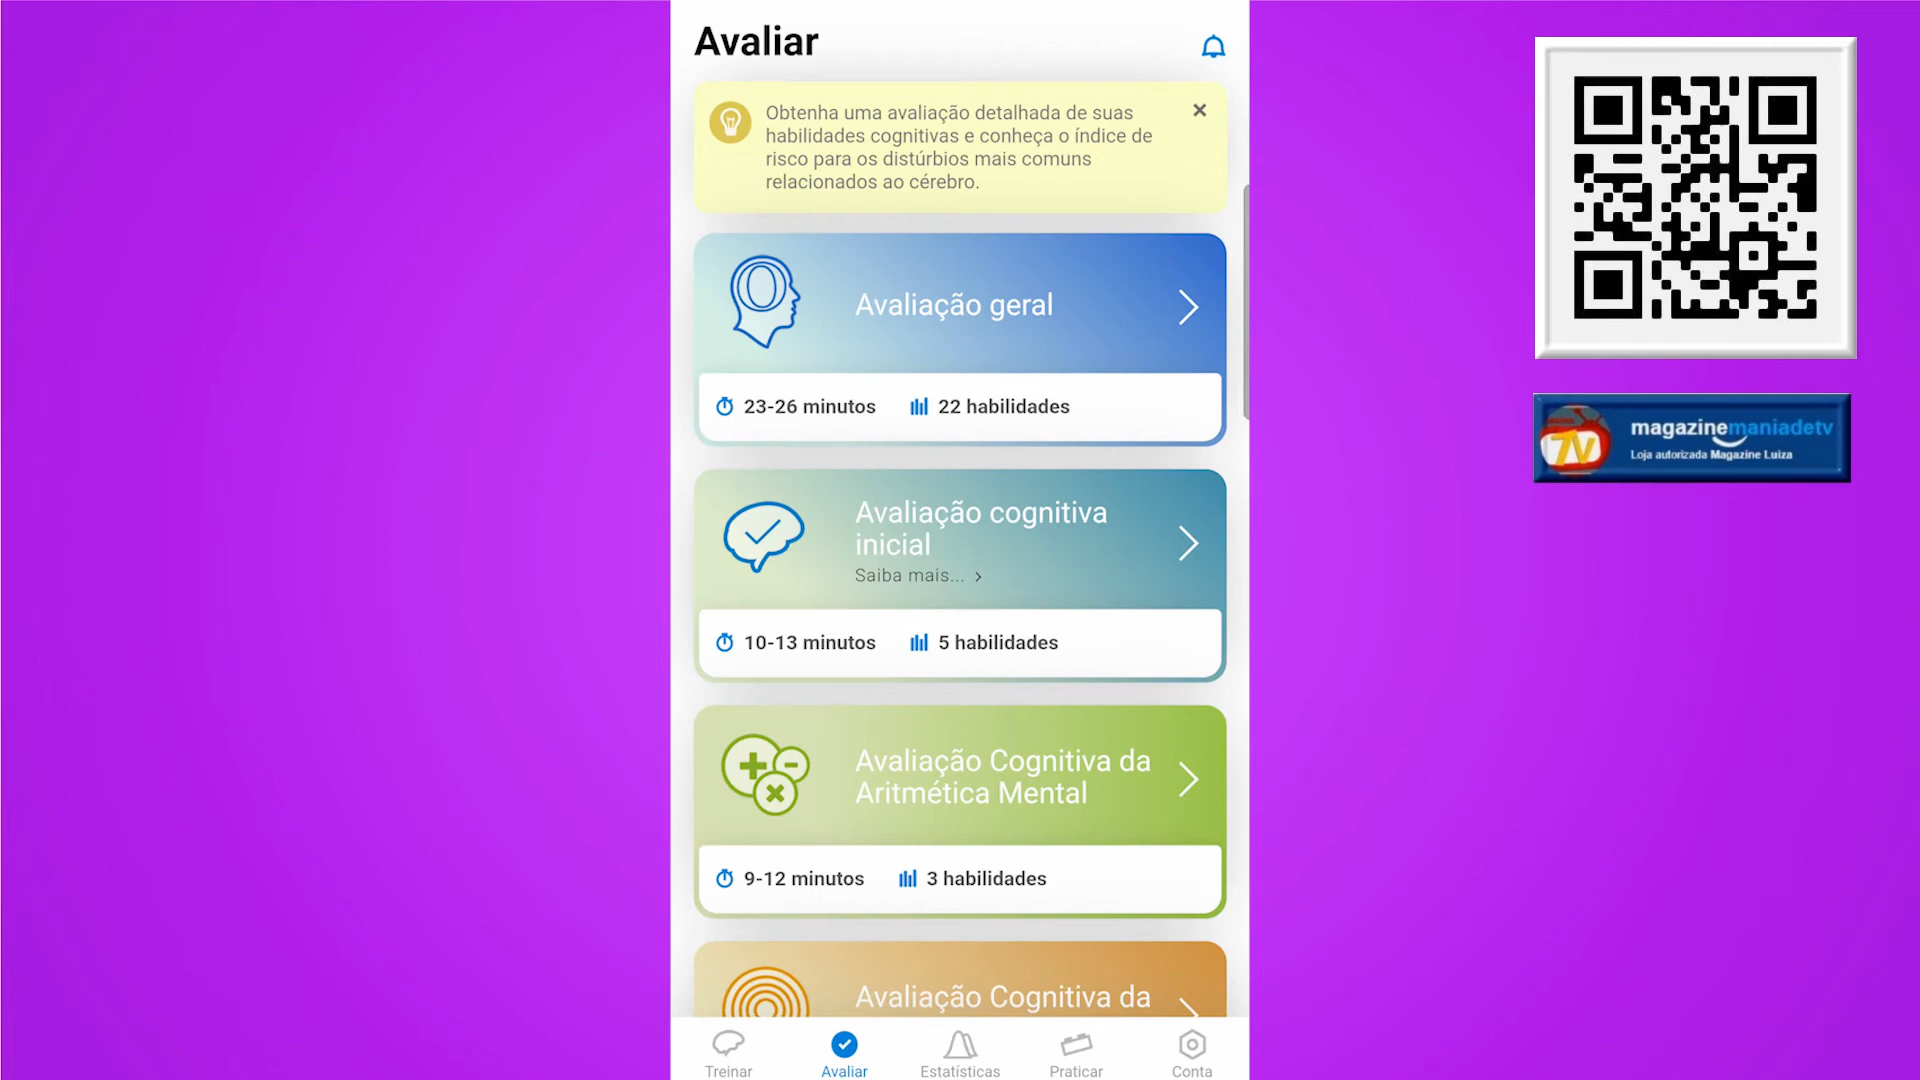 Avaliar
Obtenha uma avaliação detalhada de suas
habilidades cognitivas e conheça o índice de
risco para os distúrbios mais comuns
relacionados ao cérebro.
Avaliação geral
23-26 minutos
22 habilidades
Avaliação cognitiva
inicial
Saiba mais...
10-13 minutos
5 habilidades
Avaliação Cognitiva da
Aritmética Mental
9-12 minutos
3 habilidades
Avaliação Cognitiva da
Treinar
Avaliar
Estatísticas
Praticar
Conta
TV
magazinemaniadetv
Loja autorizada Magazine Luiza